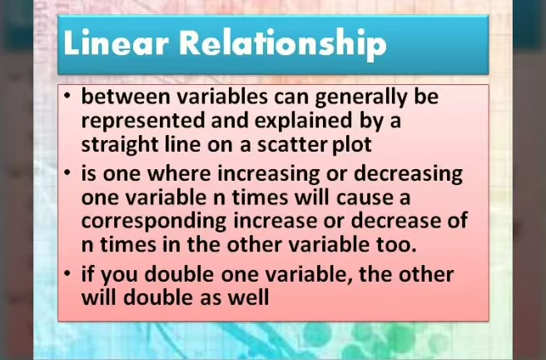 Linear Relationship
• between variables can generally be
represented and explained by a
straight line on a scatter plot
• is one where increasing or decreasing
one variable n times will cause a
corresponding increase or decrease of
n times in the other variable too.
• if you double one variable, the other
will double as well